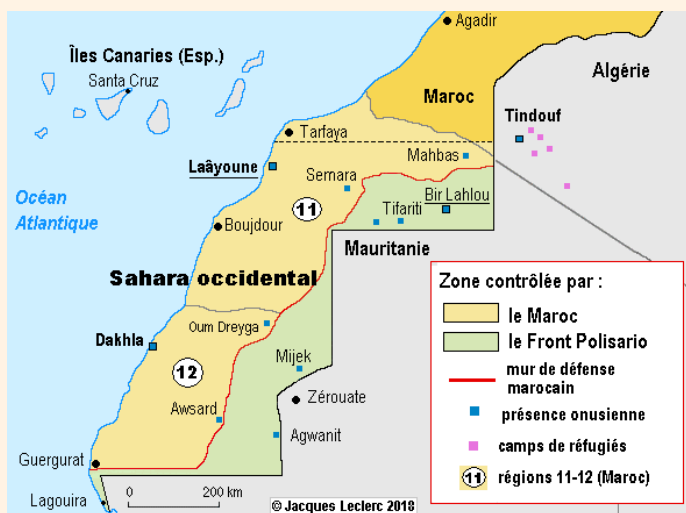 Agadir
Îles Canaries (Esp.)
Santa Cruz
Algérie
Maroc
Tindouf
Tarfaya
Mahbas
Laâyoune
Semara
Bir Lahlou
Océan
Atlantique
11
Tifariti
Boujdour
Mauritanie
Sahara occidental
Zone contrôlée par :
le Maroc
Oum Dreyga
Dakhla
le Front Polisario
Mijek
12
mur de défense
marocain
Zérouate
Awsard
présence onusienne
Agwanit
camps de réfugiés
Guergurat
11 régions 11-12 (Maroc)
0 200 km
Lagouira
© Jacques Leclerc 2018